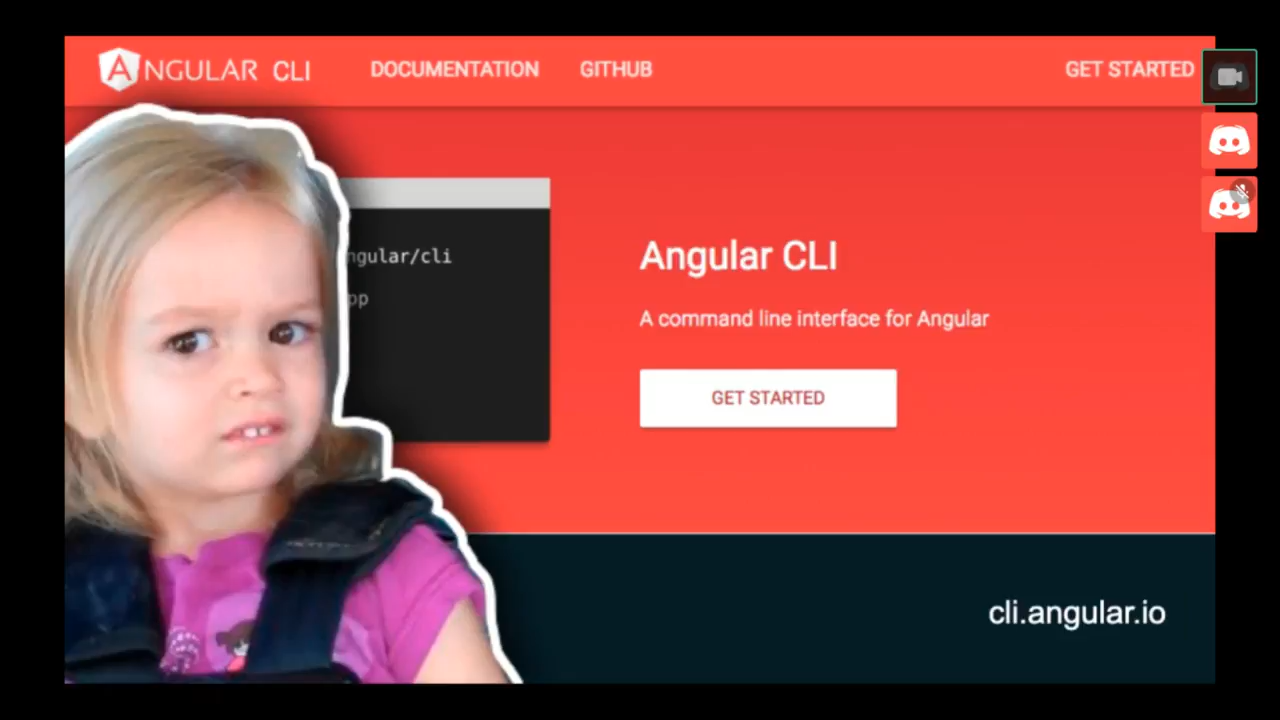 ANGULAR CLI DOCUMENTATION GITHUB GET STARTED
ngular/cli
pp
Angular CLI
A command line interface for Angular
GET STARTED
cli.angular.io